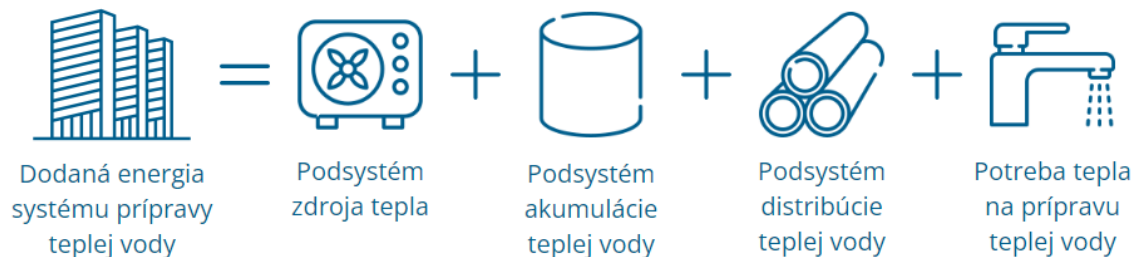 =
+
+
+
Dodaná energia
systému prípravy
teplej vody
Podsystém
zdroja tepla
Podsystém
akumulácie
teplej vody
Podsystém
distribúcie
teplej vody
Potreba tepla
na prípravu
teplej vody